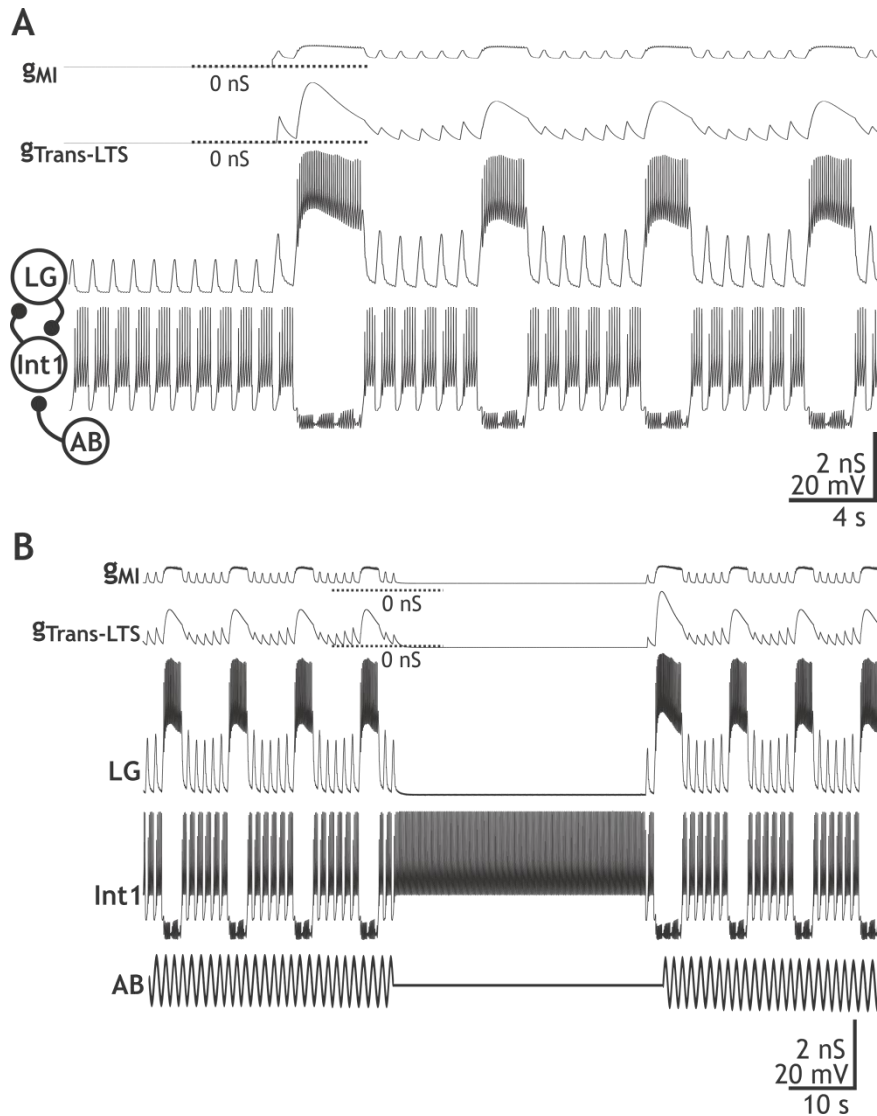 A
gMI
0 nS
gTrans-LTS
0 nS
LG
Int1
AB
2 nS
20 mV
4 s
B
gMI
0 nS
gTrans-LTS
0 nS
LG
Int1
AB
2 nS
20 mV
10 s